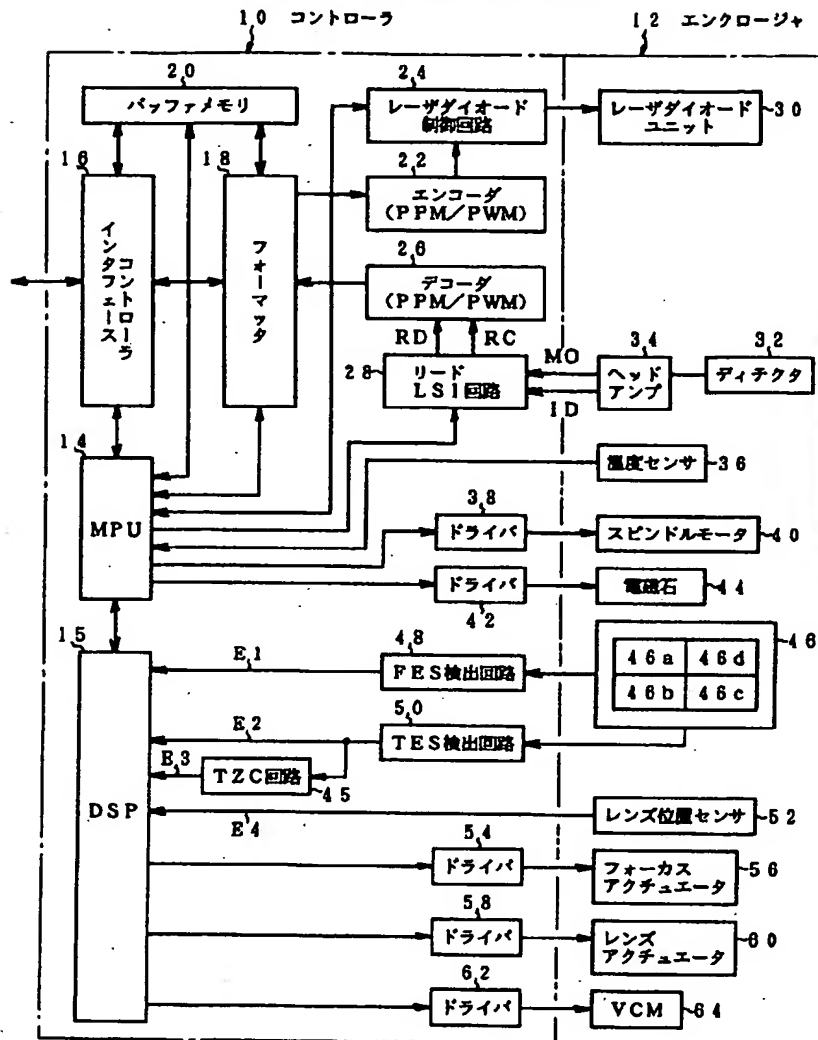 10 コントローラ
12 エンクロージャ
20
バッファメモリ
24
レーザダイオード
制御回路
レーザダイオード
ユニット
30
16
18
22
エンコーダ
(PPM/PWM)
コントローラ
インタフェース
フォーマッタ
26
デコーダ
(PPM/PWM)
RD
RC
MO
34
32
28
リード
LSI回路
ヘッド
アンプ
ディテクタ
ID
14
MPU
温度センサ
36
38
ドライバ
スピンドルモータ
40
ドライバ
電磁石
44
42
15
DSP
E1
48
FES検出回路
46
46a
46d
46b
46c
E2
50
TES検出回路
E3
TZC回路
45
E4
レンズ位置センサ
52
54
ドライバ
フォーカス
アクチュエータ
56
58
ドライバ
レンズ
アクチュエータ
60
62
ドライバ
VCM
64